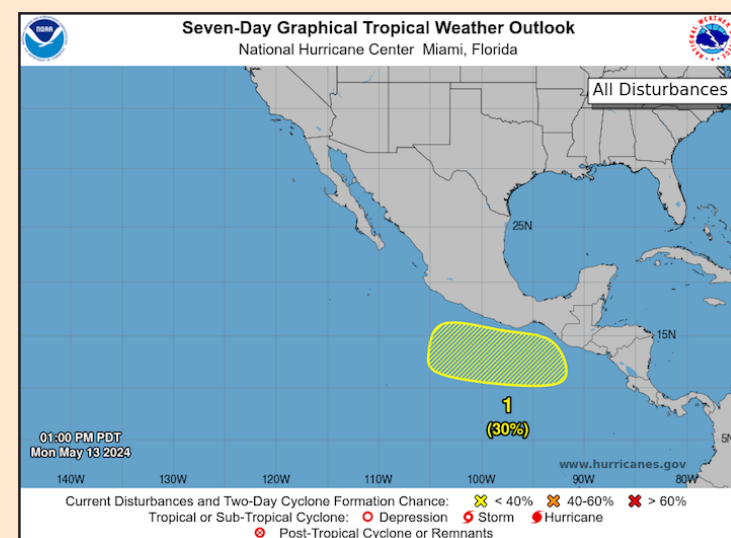 Seven-Day Graphical Tropical Weather Outlook
National Hurricane Center Miami, Florida
NOAA
All Disturbances
25N
15N
1
(30%)
01:00 PM PDT
Mon May 13 2024
5N
www.hurricanes.gov
140W 130W 120W 110W 100W 90W 80W
Current Disturbances and Two-Day Cyclone Formation Chance: < 40% 40-60% > 60%
Tropical or Sub-Tropical Cyclone: Depression Storm Hurricane
Post-Tropical Cyclone or Remnants